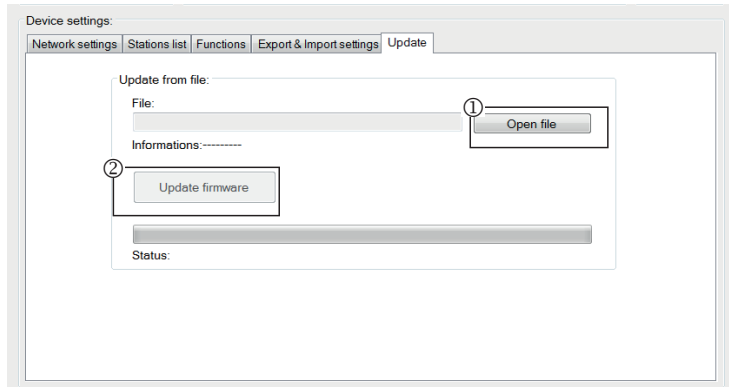 Device settings:
Network settings Stations list Functions Export & Import settings Update
Update from file:
File:
① Open file
Informations:---------
② Update firmware
Status: